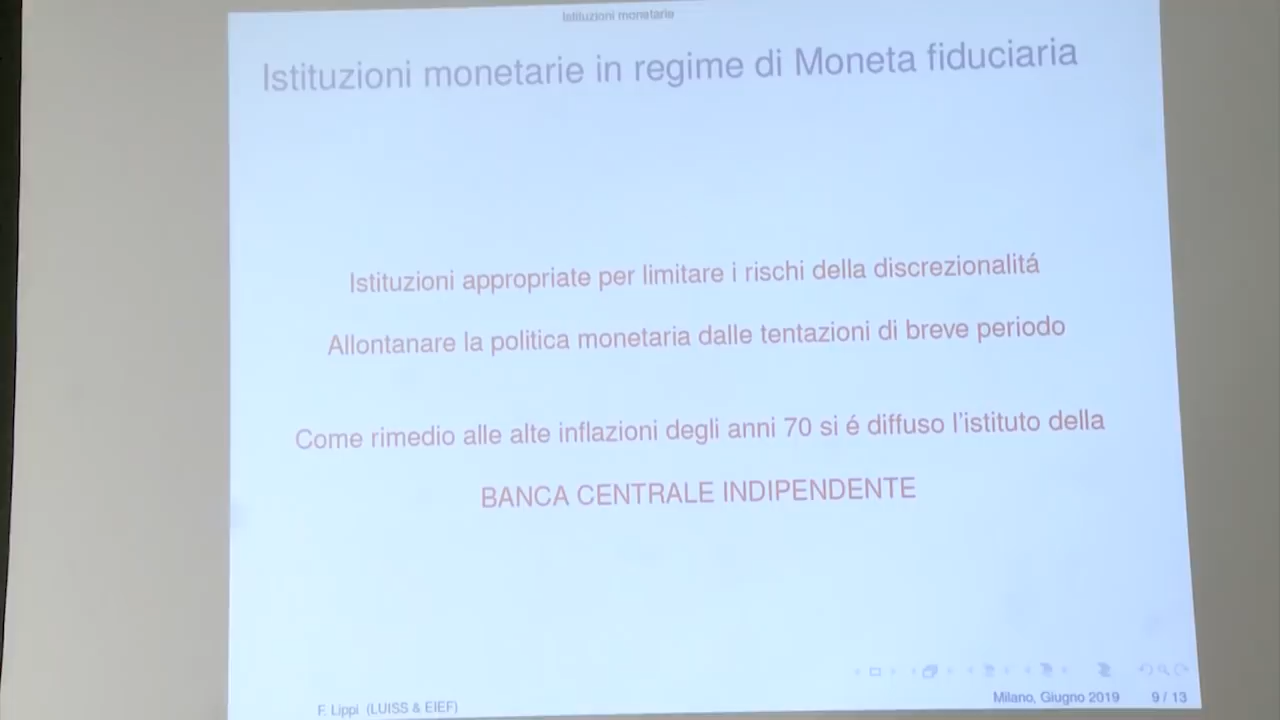 Istituzioni monetarie
Istituzioni monetarie in regime di Moneta fiduciaria
Istituzioni appropriate per limitare i rischi della discrezionalitá
Allontanare la politica monetaria dalle tentazioni di breve periodo
Come rimedio alle alte inflazioni degli anni 70 si é diffuso l'istituto della
BANCA CENTRALE INDIPENDENTE
F. Lippi (LUISS & EIEF)
Milano, Giugno 2019
9 / 13